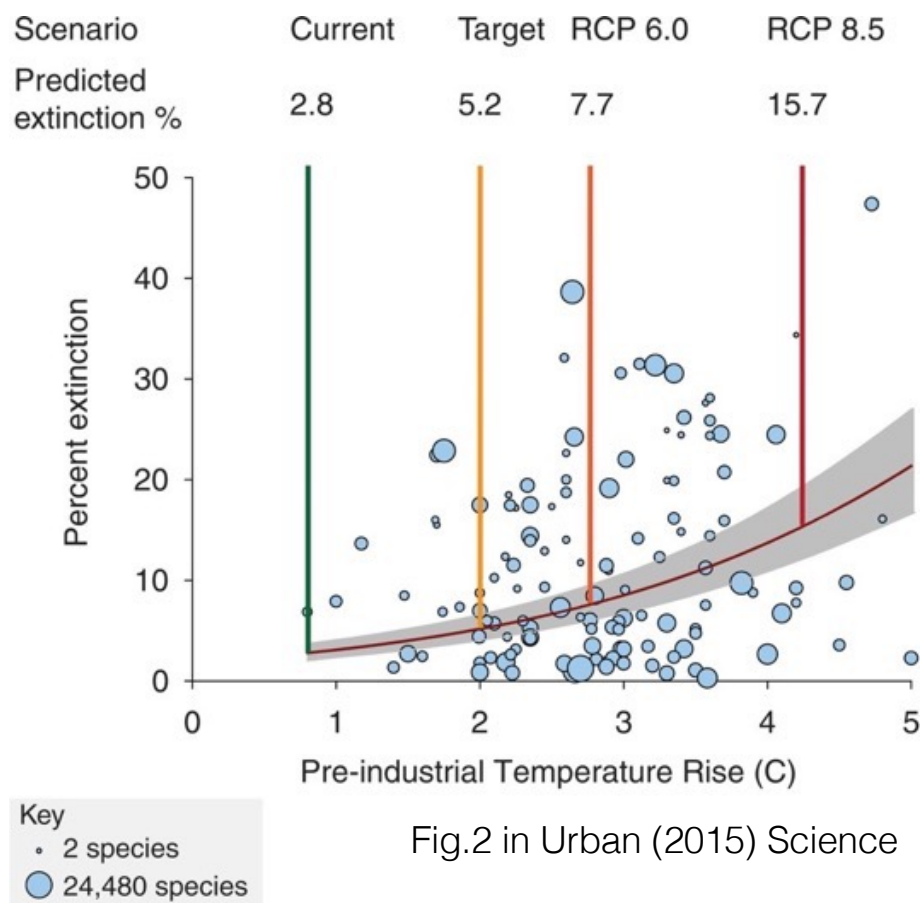 Scenario Current Target RCP 6.0 RCP 8.5
Predicted
extinction % 2.8 5.2 7.7 15.7
50
40
30
20
10
0
Percent extinction
0 1 2 3 4 5
Pre-industrial Temperature Rise (C)
Key
2 species
24,480 species
Fig.2 in Urban (2015) Science